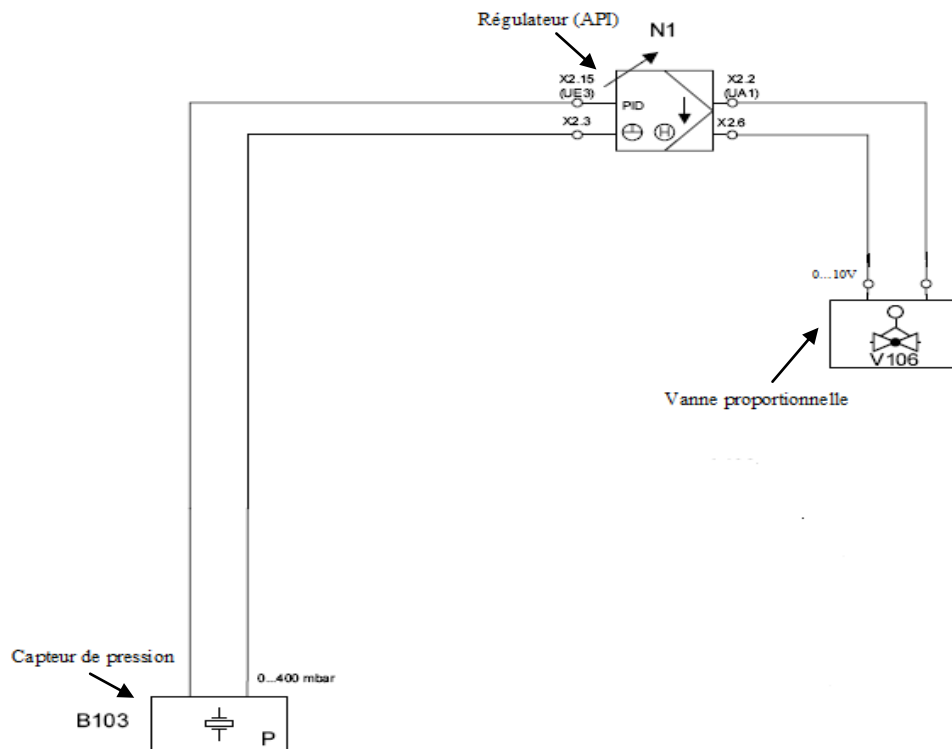 Régulateur (API)
N1
X2.15
(UE3)
X2.2
(UA1)
PID
X2.3
H
X2.6
0...10V
V106
Vanne proportionnelle
Capteur de pression
0...400 mbar
B103
P